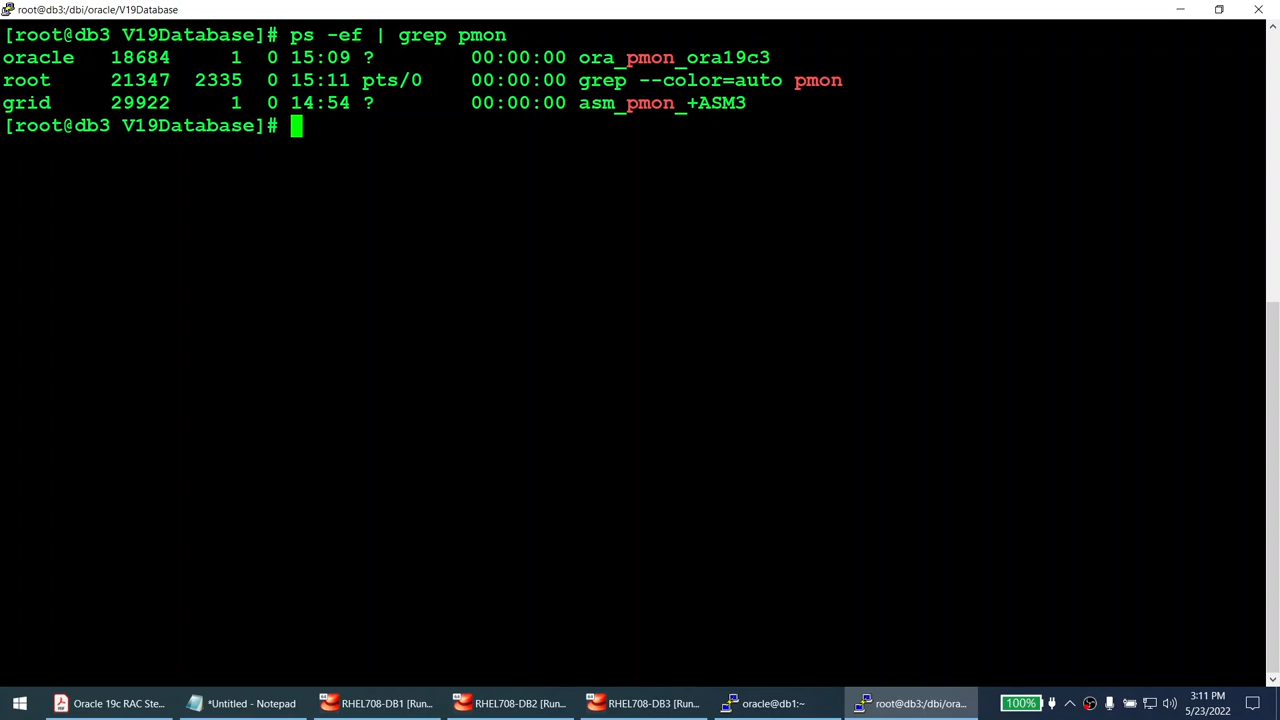 root@db3:/dbi/oracle/V19Database
[root@db3 V19Database]# ps -ef | grep pmon
oracle 18684 1 0 15:09 ? 00:00:00 ora_pmon_ora19c3
root 21347 2335 0 15:11 pts/0 00:00:00 grep --color=auto pmon
grid 29922 1 0 14:54 ? 00:00:00 asm_pmon_+ASM3
[root@db3 V19Database]#
Oracle 19c RAC Ste...
*Untitled - Notepad
RHEL708-DB1 [Run...
RHEL708-DB2 [Run...
RHEL708-DB3 [Run...
oracle@db1:~
root@db3:/dbi/ora...
100%
3:11 PM
5/23/2022